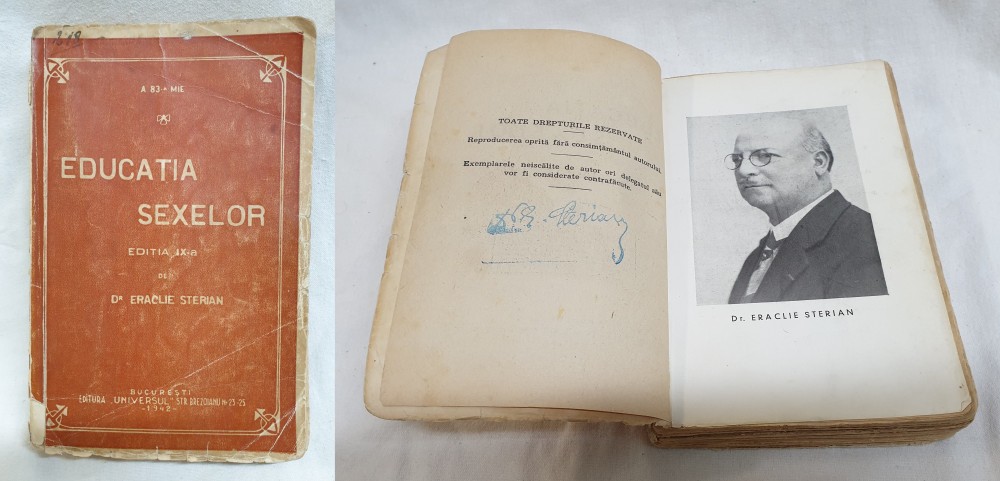 A 83-a MIE
EDUCAȚIA
SEXELOR
EDITIA IX-a
DE
Dr ERACLIE STERIAN
BUCUREȘTI
EDITURA „UNIVERSUL" STR. BREZOIANU No 23-25
-1942-
TOATE DREPTURILE REZERVATE
Reproducerea oprită fără consimțământul autorului.
Exemplarele neiscălite de autor ori delegatul său
vor fi considerate contrafăcute.
Sterian
Dr. ERACLIE STERIAN